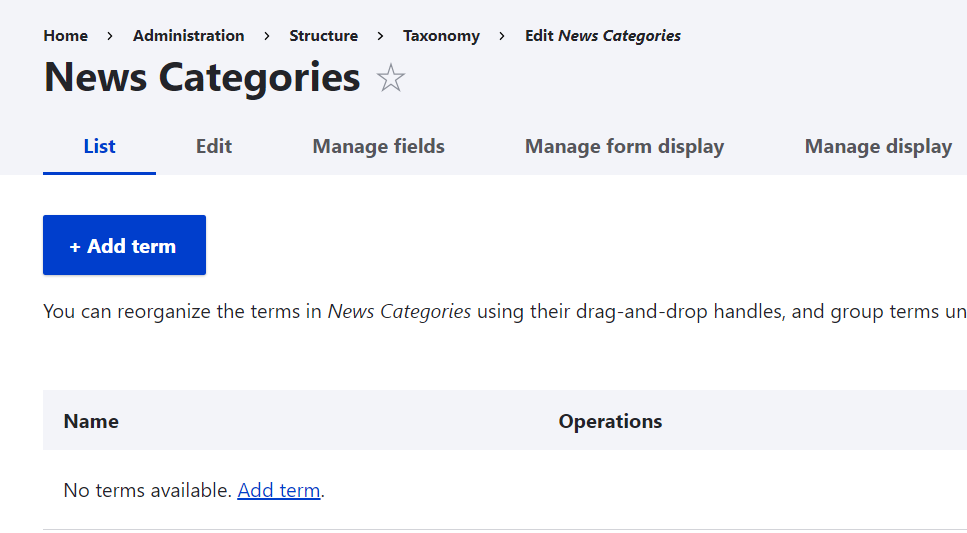 Home > Administration > Structure > Taxonomy > Edit News Categories
News Categories
List Edit Manage fields Manage form display Manage display
+ Add term
You can reorganize the terms in News Categories using their drag-and-drop handles, and group terms un
Name Operations
No terms available. Add term.